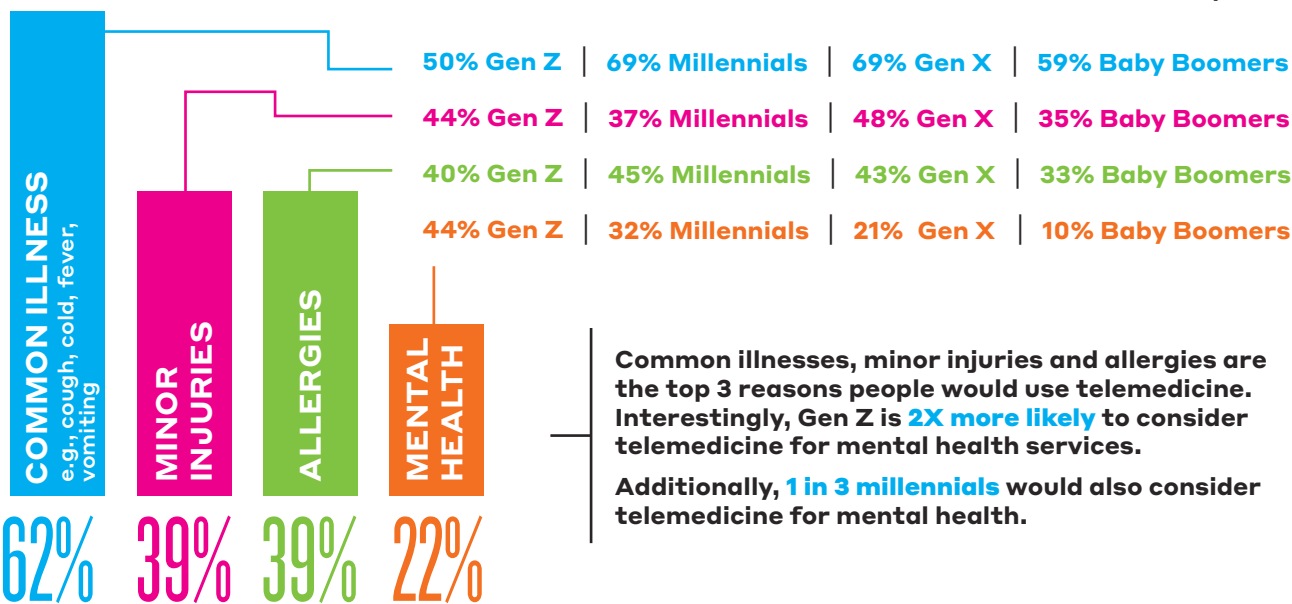 50% Gen Z | 69% Millennials | 69% Gen X | 59% Baby Boomers
44% Gen Z | 37% Millennials | 48% Gen X | 35% Baby Boomers
40% Gen Z | 45% Millennials | 43% Gen X | 33% Baby Boomers
44% Gen Z | 32% Millennials | 21% Gen X | 10% Baby Boomers
COMMON ILLNESS
e.g., cough, cold, fever,
vomiting
MINOR
INJURIES
ALLERGIES
MENTAL
HEALTH
62%
39%
39%
22%
Common illnesses, minor injuries and allergies are
the top 3 reasons people would use telemedicine.
Interestingly, Gen Z is 2X more likely to consider
telemedicine for mental health services.
Additionally, 1 in 3 millennials would also consider
telemedicine for mental health.